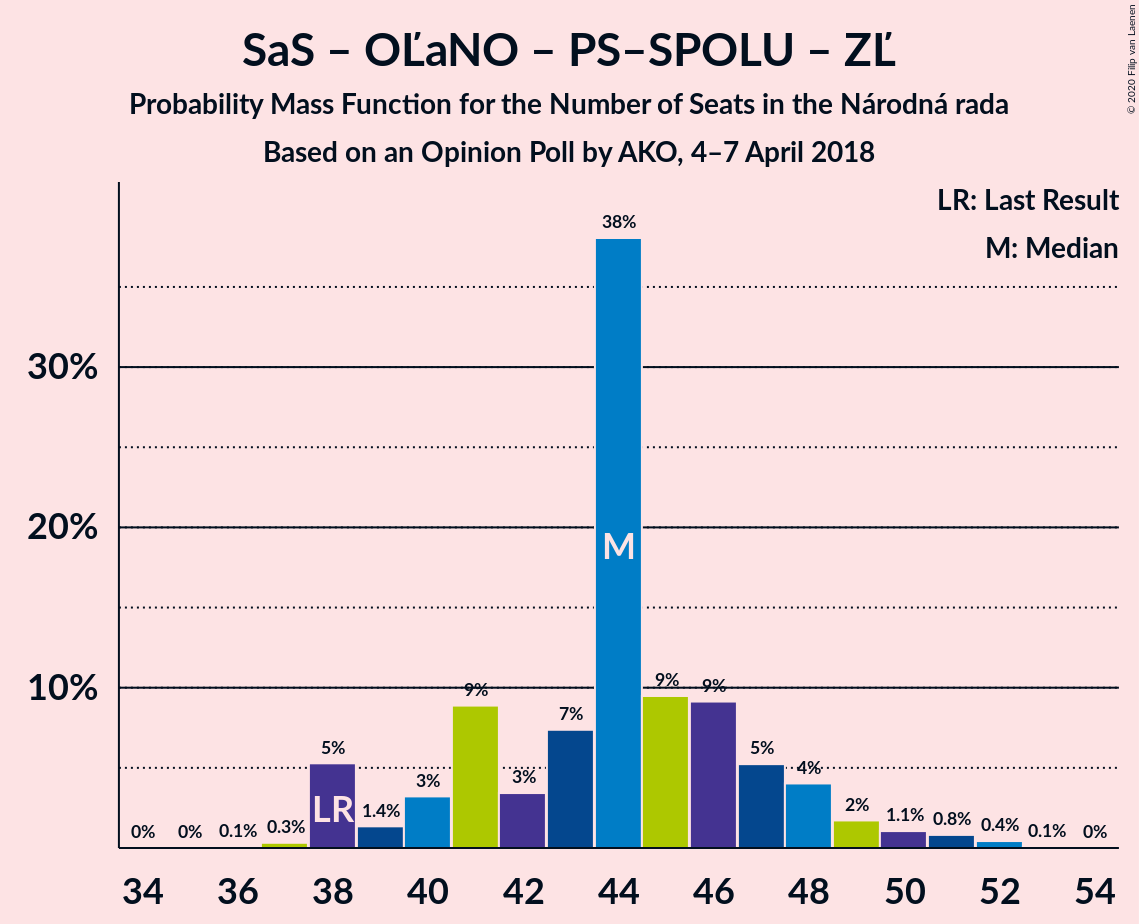 SaS – OĽaNO – PS–SPOLU – ZĽ
Probability Mass Function for the Number of Seats in the Národná rada
Based on an Opinion Poll by AKO, 4–7 April 2018
© 2020 Filip van Laenen
LR: Last Result
M: Median
30%
20%
10%
0% 0% 0.1% 0.3% 5% 1.4% 3% 9% 3% 7% 38% 9% 9% 5% 4% 2% 1.1% 0.8% 0.4% 0.1% 0%
LR M
34 36 38 40 42 44 46 48 50 52 54